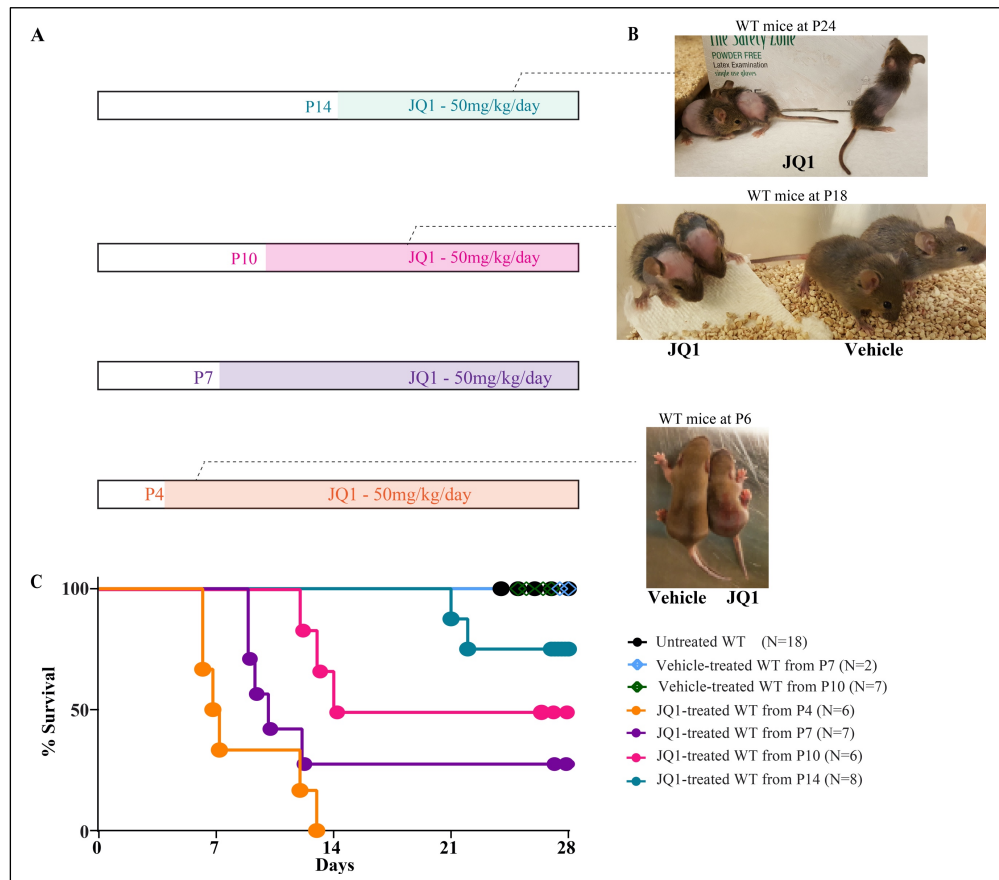 A
P14
JQ1 - 50mg/kg/day
P10
JQ1 - 50mg/kg/day
P7
JQ1 - 50mg/kg/day
P4
JQ1 - 50mg/kg/day
B
WT mice at P24
The Safety Zone
POWDER FREE
Latex Examination
single use gloves
JQ1
WT mice at P18
JQ1
Vehicle
WT mice at P6
Vehicle
JQ1
C
% Survival
100
50
0
0
7
14
21
28
Days
Untreated WT (N=18)
Vehicle-treated WT from P7 (N=2)
Vehicle-treated WT from P10 (N=7)
JQ1-treated WT from P4 (N=6)
JQ1-treated WT from P7 (N=7)
JQ1-treated WT from P10 (N=6)
JQ1-treated WT from P14 (N=8)